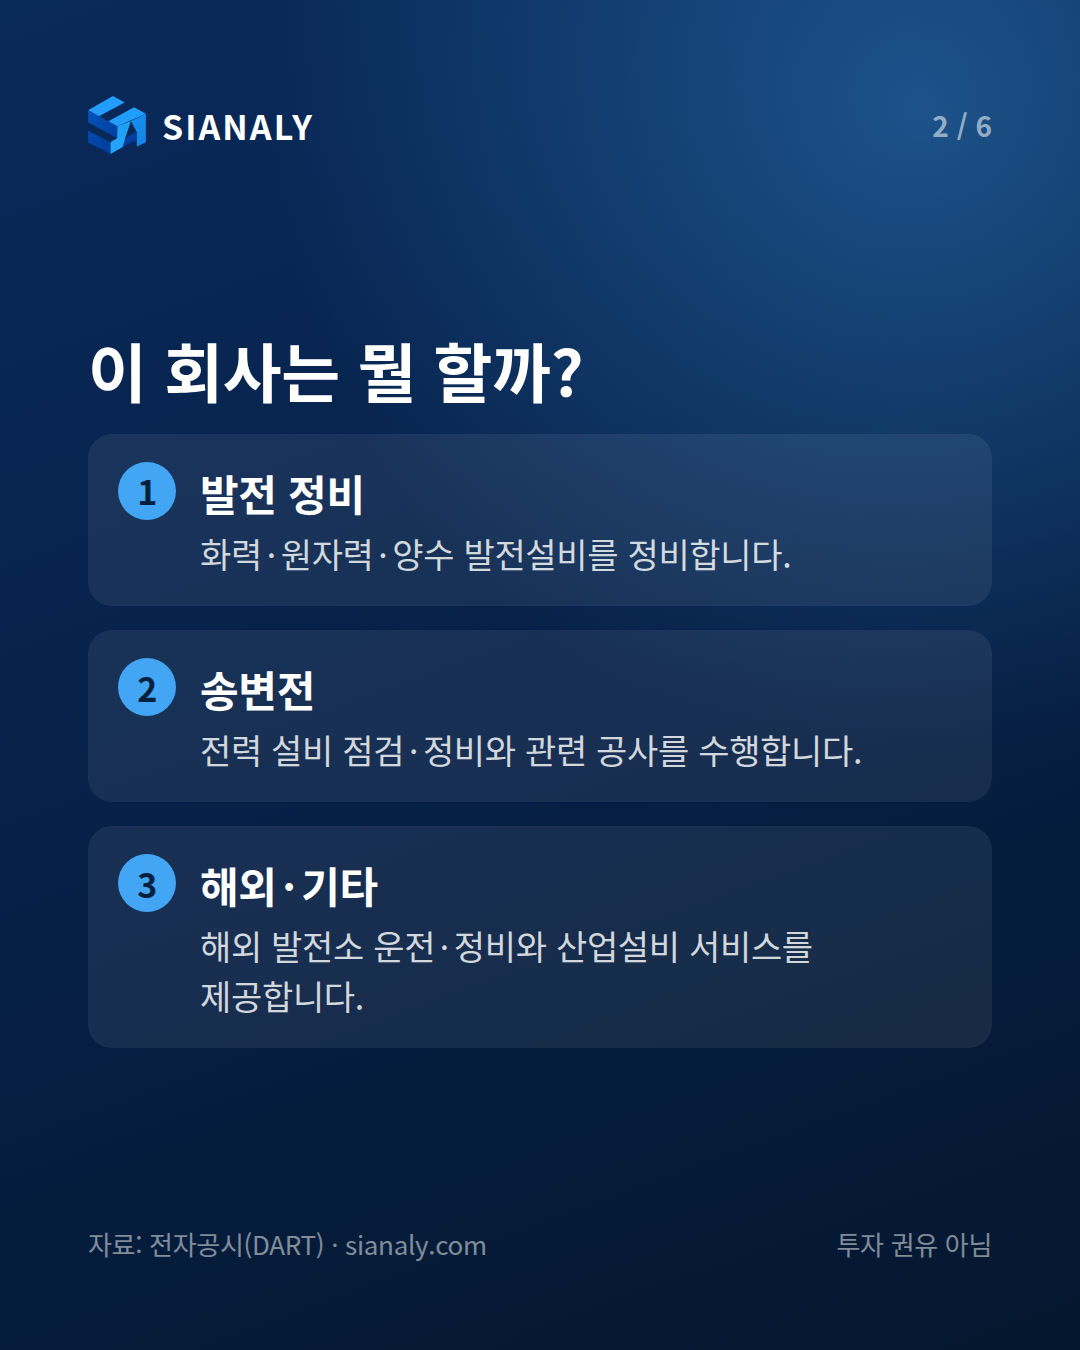 SIANALY
2 / 6
이 회사는 뭘 할까?
1 발전 정비
화력·원자력·양수 발전설비를 정비합니다.
2 송변전
전력 설비 점검·정비와 관련 공사를 수행합니다.
3 해외·기타
해외 발전소 운전·정비와 산업설비 서비스를
제공합니다.
자료: 전자공시(DART) · sianaly.com
투자 권유 아님